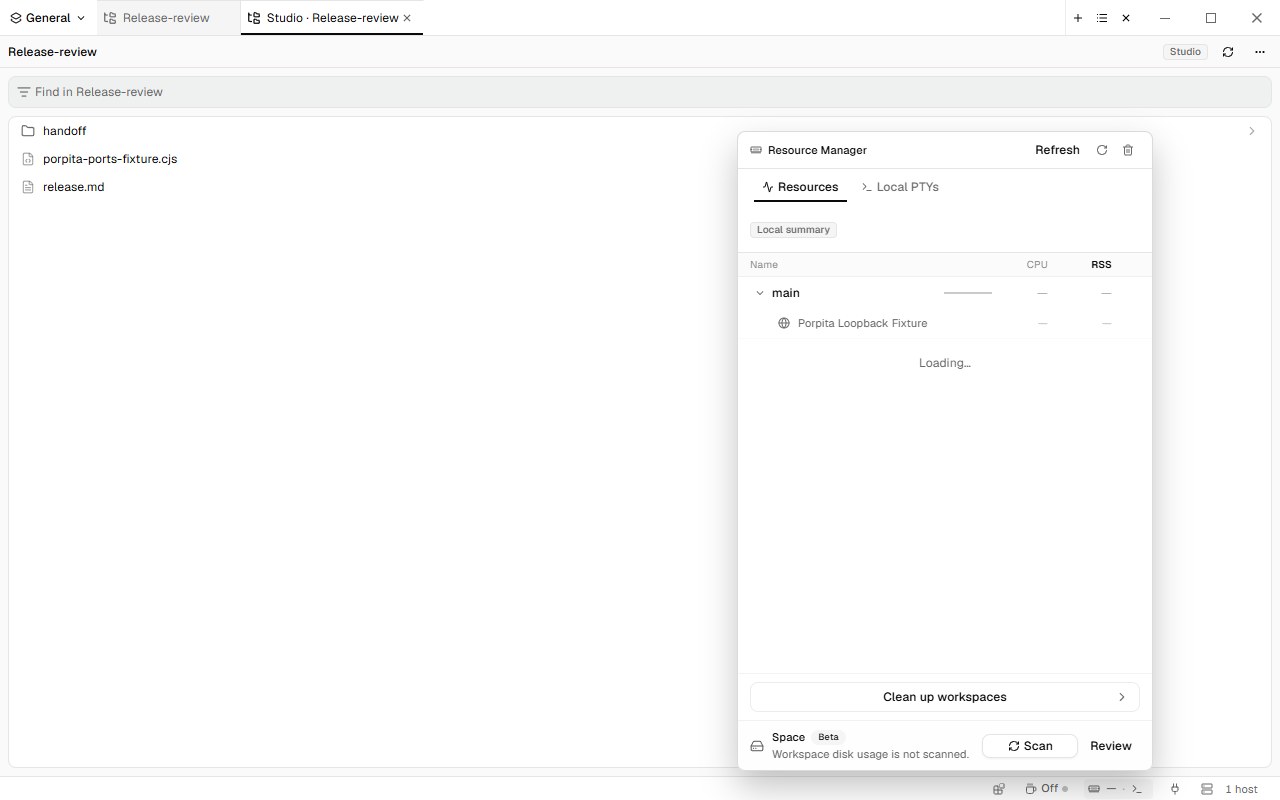 General
Release-review
Studio · Release-review
Release-review
Studio
Find in Release-review
handoff
porpita-ports-fixture.cjs
release.md
Resource Manager
Refresh
Resources
Local PTYs
Local summary
Name CPU RSS
main — —
Porpita Loopback Fixture — —
Loading...
Clean up workspaces
Space Beta
Workspace disk usage is not scanned.
Scan
Review
Off
— ·
1 host